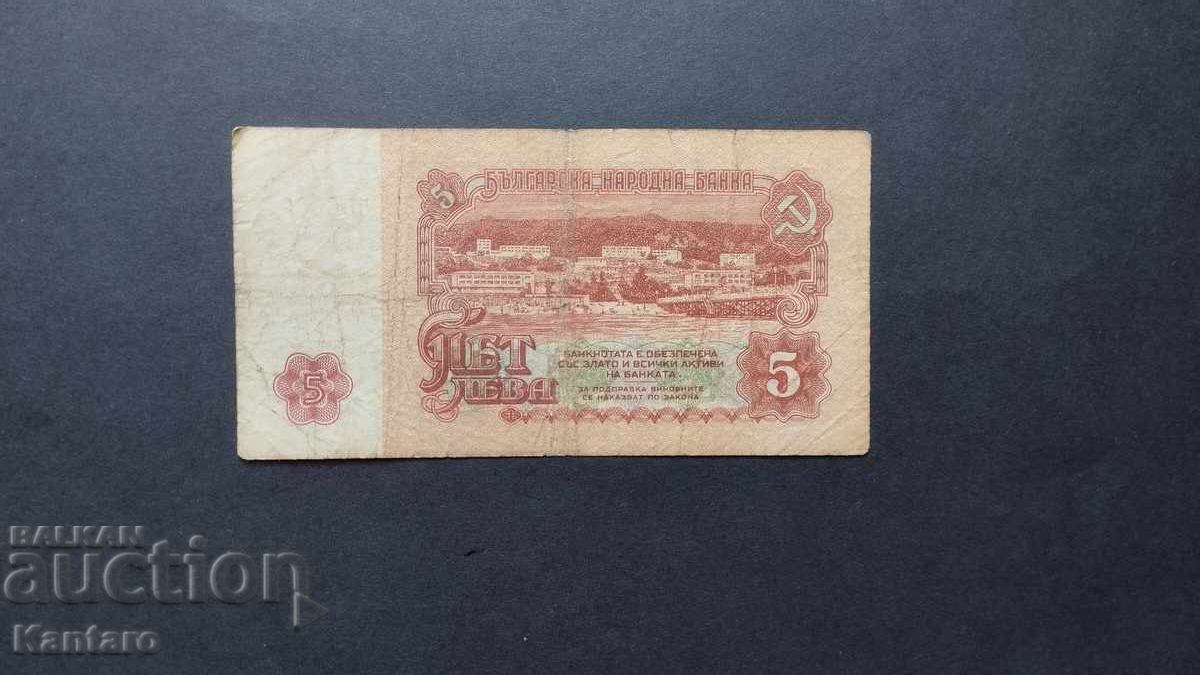 5 БЪЛГАРСКА НАРОДНА БАНКА
ПЕТ
ЛЕВА
БАНКНОТАТА Е ОБЕЗПЕЧЕНА
СЪС ЗЛАТО И ВСИЧКИ АКТИВИ
НА БАНКАТА.
ЗА ПОДПРАВКА ВИНОВНИТЕ
СЕ НАКАЗВАТ ПО ЗАКОНА
5
5
BALKAN
auction
Kantaro